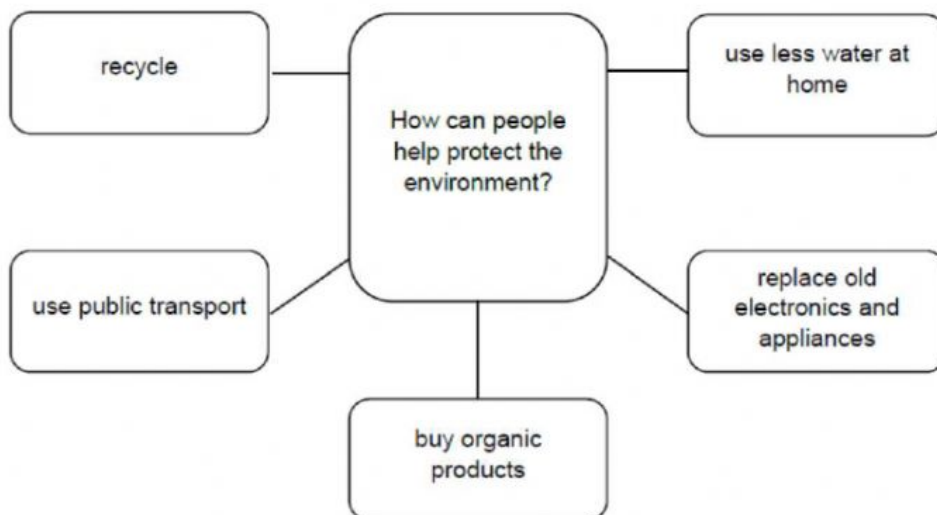 recycle
How can people
help protect the
environment?
use less water at
home
use public transport
replace old
electronics and
appliances
buy organic
products